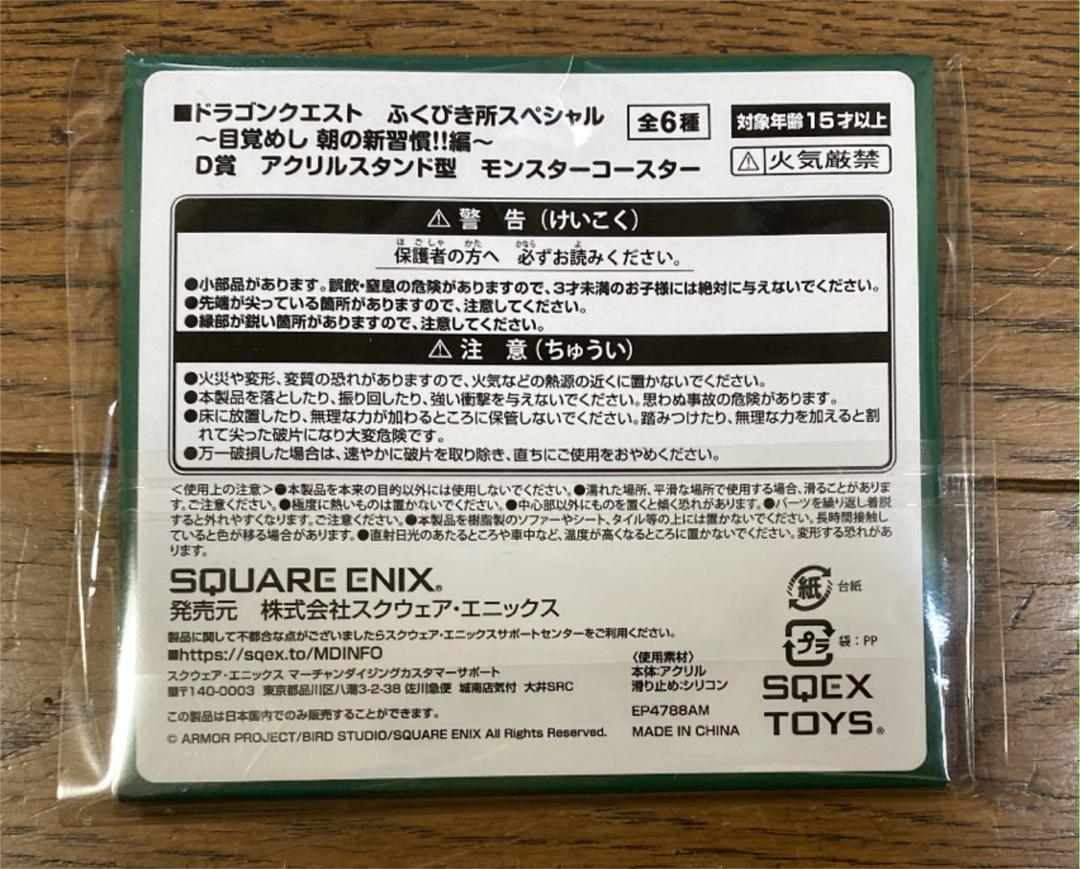 ■ドラゴンクエスト　ふくびき所スペシャル
～目覚めし 朝の新習慣!!編～
D賞　アクリルスタンド型　モンスターコースター
全6種
対象年齢15才以上
⚠火気厳禁
⚠ 警　告（けいこく）
保護者の方へ　必ずお読みください。
●小部品があります。誤飲・窒息の危険がありますので、3才未満のお子様には絶対に与えないでください。
●先端が尖っている箇所がありますので、注意してください。
●縁部が鋭い箇所がありますので、注意してください。
⚠ 注　意（ちゅうい）
●火災や変形、変質の恐れがありますので、火気などの熱源の近くに置かないでください。
●本製品を落としたり、振り回したり、強い衝撃を与えないでください。思わぬ事故の危険があります。
●床に放置したり、無理な力が加わるところに保管しないでください。踏みつけたり、無理な力を加えると割
れて尖った破片になり大変危険です。
●万一破損した場合は、速やかに破片を取り除き、直ちにご使用をおやめください。
＜使用上の注意＞●本製品を本来の目的以外には使用しないでください。●濡れた場所、平滑な場所で使用する場合、滑ることがありま
す。ご注意ください。●極度に熱いものは置かないでください。●中心部以外にものを置くと傾く恐れがあります。●パーツを繰り返し着脱
すると外れやすくなります。ご注意ください。●本製品を樹脂製のソファーやシート、タイル等の上には置かないでください。長時間接触し
ていると色が移る場合があります。●直射日光のあたるところや車中など、温度が高くなるところに置かないでください。変形する恐れがあ
ります。
SQUARE ENIX®
発売元　株式会社スクウェア・エニックス
製品に関して不都合な点がございましたらスクウェア・エニックスサポートセンターをご利用ください。
■https://sqex.to/MDINFO
スクウェア・エニックス マーチャンダイジングカスタマーサポート
■〒140-0003 東京都品川区八潮3-2-38 佐川急便 城南店気付 大井SRC
この製品は日本国内でのみ販売することができます。
© ARMOR PROJECT/BIRD STUDIO/SQUARE ENIX All Rights Reserved.
〈使用素材〉
本体:アクリル
滑り止め:シリコン
EP4788AM
MADE IN CHINA
紙 台紙
プラ 袋：PP
SQEX
TOYS®